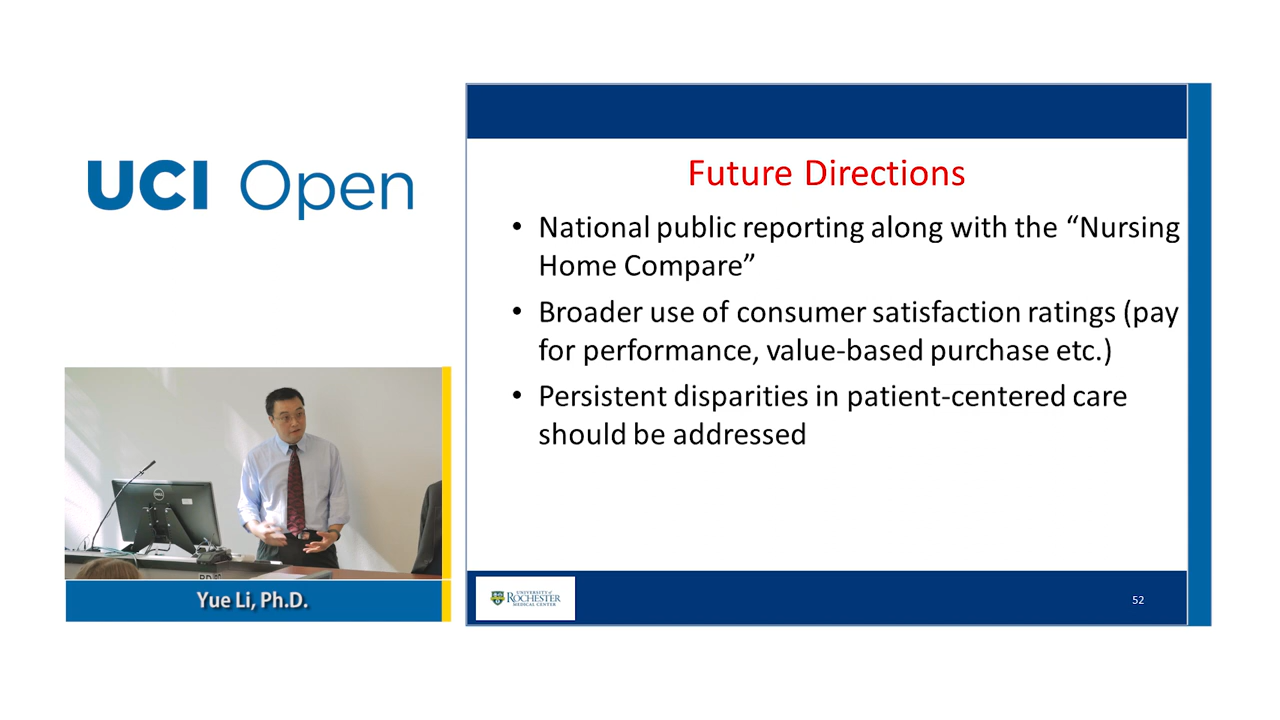 UCI Open
Future Directions
• National public reporting along with the “Nursing
Home Compare”
• Broader use of consumer satisfaction ratings (pay
for performance, value-based purchase etc.)
• Persistent disparities in patient-centered care
should be addressed
DELL
Yue Li, Ph.D.
UNIVERSITY of
ROCHESTER
MEDICAL CENTER
52